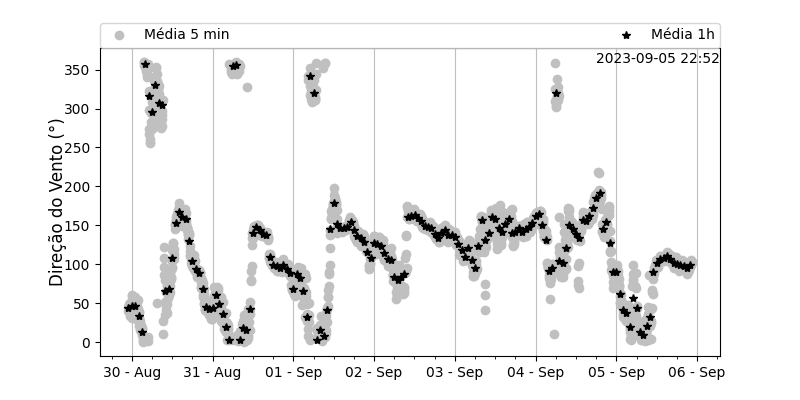 Média 5 min
Média 1h
2023-09-05 22:52
Direção do Vento (°)
350
300
250
200
150
100
50
0
30 - Aug
31 - Aug
01 - Sep
02 - Sep
03 - Sep
04 - Sep
05 - Sep
06 - Sep